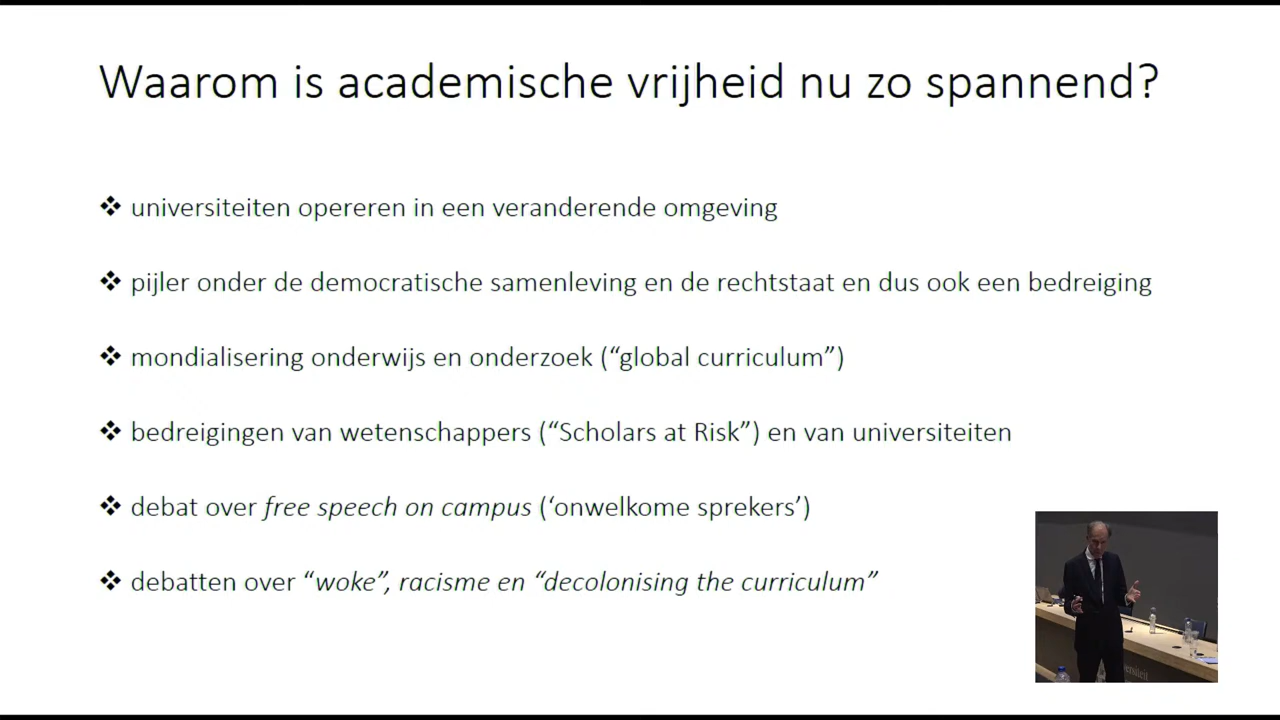 Waarom is academische vrijheid nu zo spannend?
❖ universiteiten opereren in een veranderende omgeving
❖ pijler onder de democratische samenleving en de rechtstaat en dus ook een bedreiging
❖ mondialisering onderwijs en onderzoek (“global curriculum”)
❖ bedreigingen van wetenschappers (“Scholars at Risk”) en van universiteiten
❖ debat over free speech on campus (‘onwelkome sprekers’)
❖ debatten over “woke”, racisme en “decolonising the curriculum”